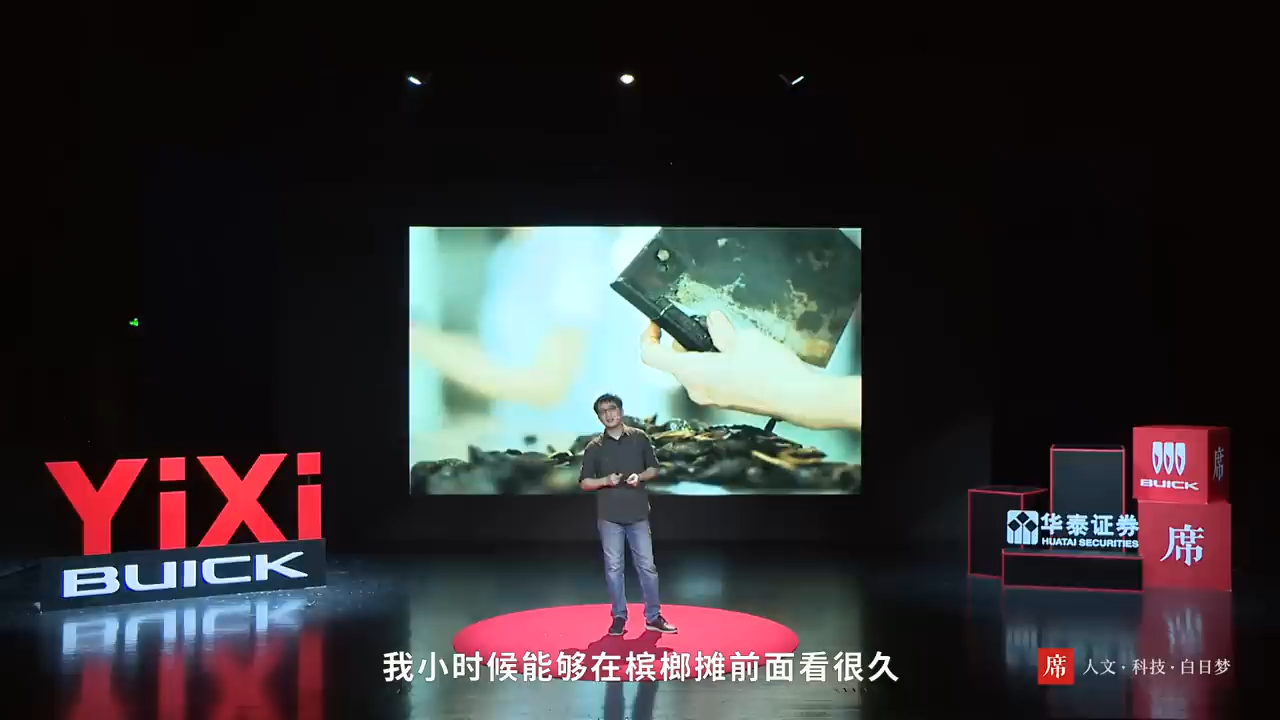 YiXi
BUICK
BUICK
席
华泰证券
HUATAI SECURITIES
席
我小时候能够在槟榔摊前面看很久
席 人文·科技·白日梦